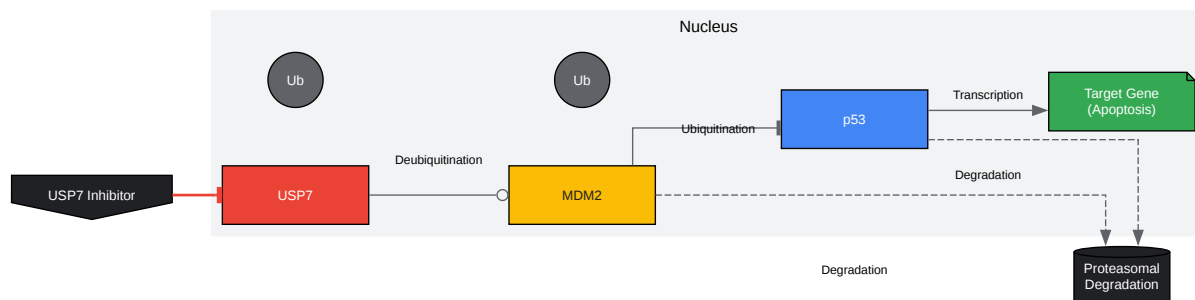 Nucleus
Ub
Ub
Target Gene
(Apoptosis)
Transcription
p53
Ubiquitination
Deubiquitination
Degradation
USP7 Inhibitor
USP7
MDM2
Degradation
Proteasomal
Degradation